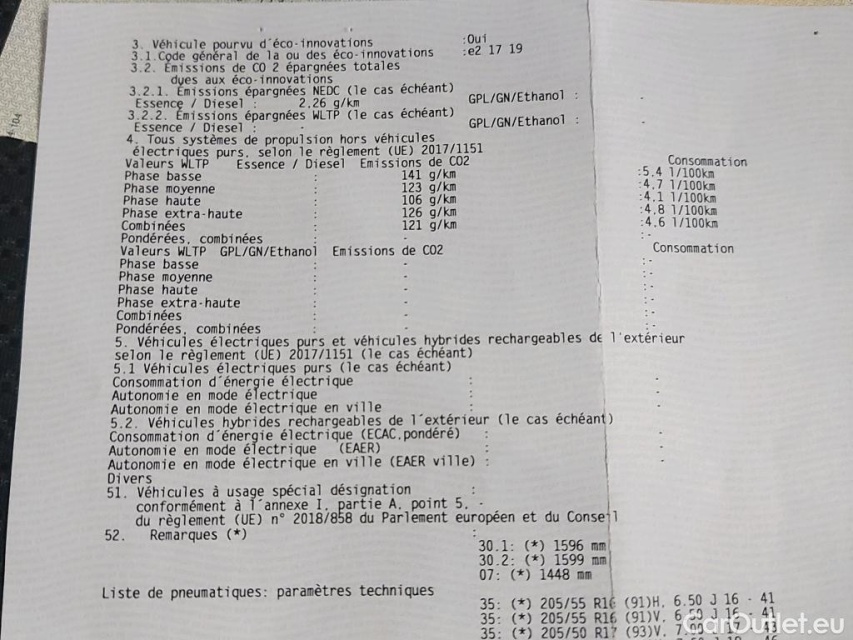 3. Véhicule pourvu d´éco-innovations :Oui
3.1.Code général de la ou des éco-innovations :e2 17 19
3.2. Émissions de CO 2 épargnées totales
dues aux éco-innovations
3.2.1. Émissions épargnées NEDC (le cas échéant)
Essence / Diesel : 2,26 g/km GPL/GN/Ethanol : -
3.2.2. Émissions épargnées WLTP (le cas échéant)
Essence / Diesel : - GPL/GN/Ethanol : -
4. Tous systèmes de propulsion hors véhicules
électriques purs, selon le règlement (UE) 2017/1151
Valeurs WLTP Essence / Diesel Emissions de CO2 Consommation
Phase basse : 141 g/km :5.4 l/100km
Phase moyenne : 123 g/km :4,7 l/100km
Phase haute : 106 g/km :4,1 l/100km
Phase extra-haute : 126 g/km :4,8 l/100km
Combinées : 121 g/km :4,6 l/100km
Pondérées, combinées : - :-
Valeurs WLTP GPL/GN/Ethanol Emissions de CO2 Consommation
Phase basse : - :-
Phase moyenne : - :-
Phase haute : - :-
Phase extra-haute : - :-
Combinées : - :-
Pondérées, combinées : - :-
5. Véhicules électriques purs et véhicules hybrides rechargeables de l´extérieur
selon le règlement (UE) 2017/1151 (le cas échéant)
5.1 Véhicules électriques purs (le cas échéant)
Consommation d´énergie électrique : -
Autonomie en mode électrique : -
Autonomie en mode électrique en ville : -
5.2. Véhicules hybrides rechargeables de l´extérieur (le cas échéant)
Consommation d´énergie électrique (ECAC,pondéré) : -
Autonomie en mode électrique (EAER) : -
Autonomie en mode électrique en ville (EAER ville) : -
Divers
51. Véhicules à usage spécial désignation :
conformément à l´annexe I, partie A, point 5, -
du règlement (UE) n° 2018/858 du Parlement européen et du Conseil
52. Remarques (*) :
30.1: (*) 1596 mm
30.2: (*) 1599 mm
07: (*) 1448 mm
Liste de pneumatiques: paramètres techniques
35: (*) 205/55 R16 (91)H, 6.50 J 16 - 41
35: (*) 205/55 R16 (91)V, 6.50 J 16 - 41
35: (*) 205/50 R17 (93)V,
CarOutlet.eu